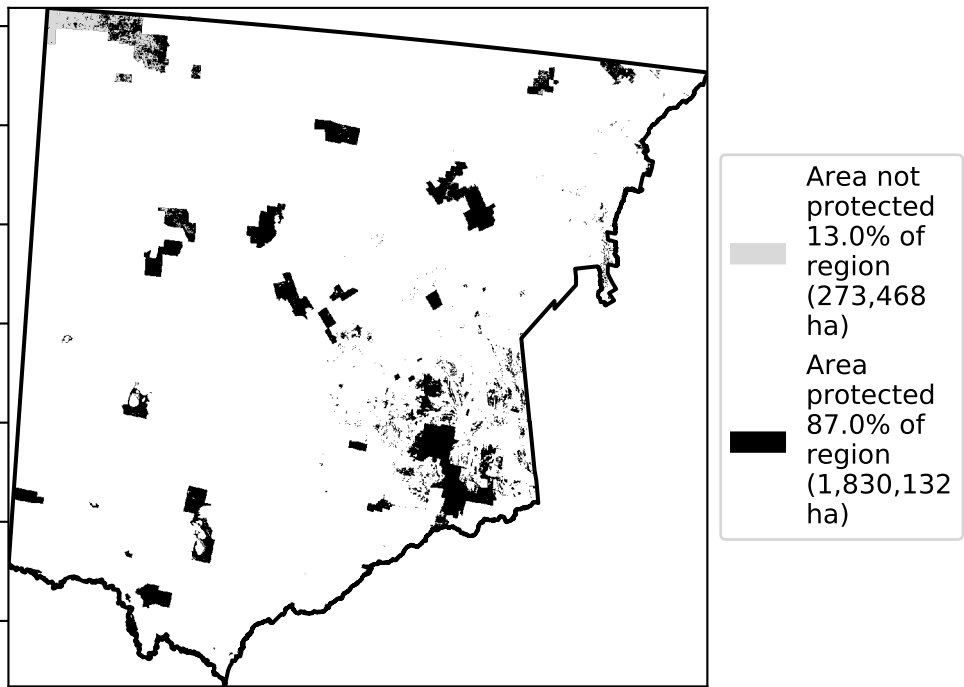 Area not
protected
13.0% of
region
(273,468
ha)
Area
protected
87.0% of
region
(1,830,132
ha)